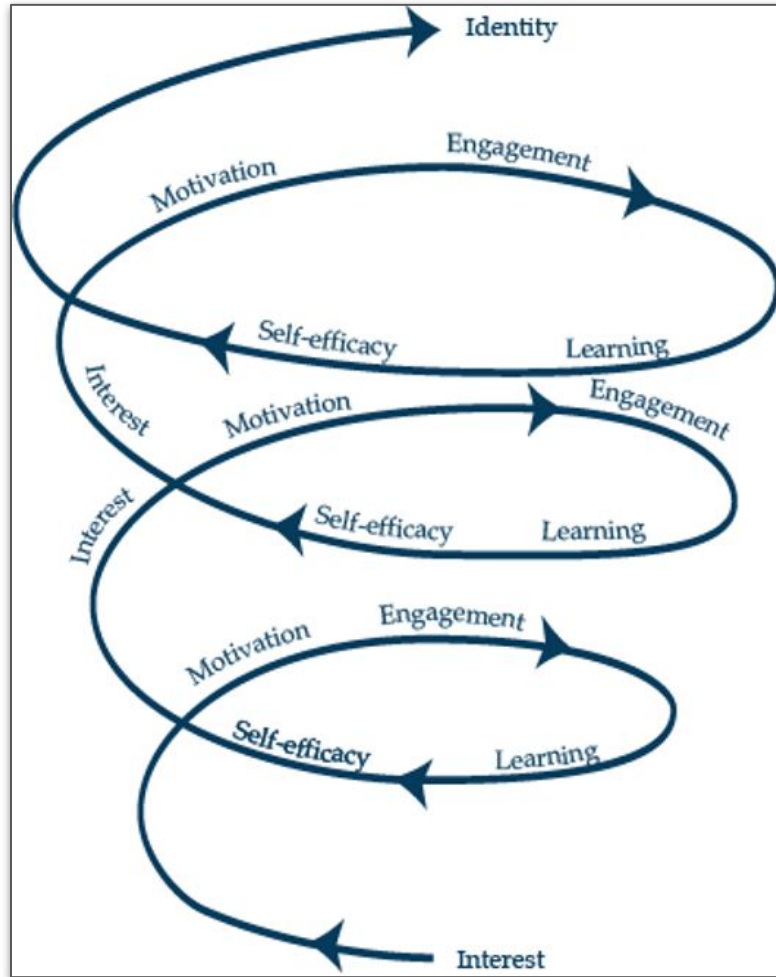 Identity
Motivation
Engagement
Self-efficacy
Learning
Interest
Motivation
Engagement
Interest
Self-efficacy
Learning
Motivation
Engagement
Self-efficacy
Learning
Interest